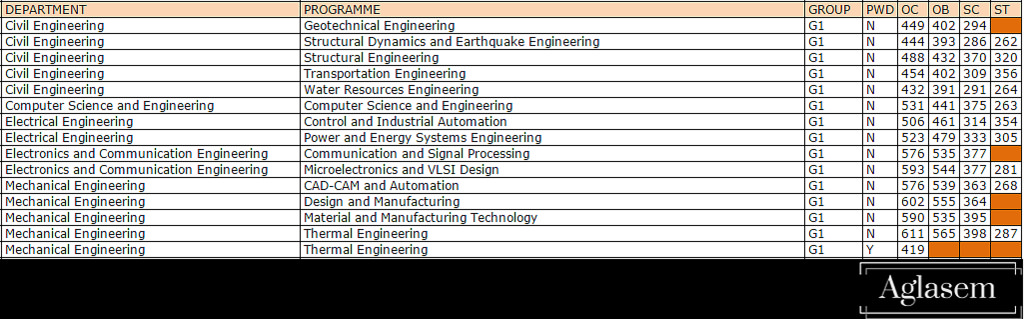 DEPARTMENT PROGRAMME GROUP PWD OC OB SC ST
Civil Engineering Geotechnical Engineering G1 N 449 402 294
Civil Engineering Structural Dynamics and Earthquake Engineering G1 N 444 393 286 262
Civil Engineering Structural Engineering G1 N 488 432 370 320
Civil Engineering Transportation Engineering G1 N 454 402 309 356
Civil Engineering Water Resources Engineering G1 N 432 391 291 264
Computer Science and Engineering Computer Science and Engineering G1 N 531 441 375 263
Electrical Engineering Control and Industrial Automation G1 N 506 461 314 354
Electrical Engineering Power and Energy Systems Engineering G1 N 523 479 333 305
Electronics and Communication Engineering Communication and Signal Processing G1 N 576 535 377
Electronics and Communication Engineering Microelectronics and VLSI Design G1 N 593 544 377 281
Mechanical Engineering CAD-CAM and Automation G1 N 576 539 363 268
Mechanical Engineering Design and Manufacturing G1 N 602 555 364
Mechanical Engineering Material and Manufacturing Technology G1 N 590 535 395
Mechanical Engineering Thermal Engineering G1 N 611 565 398 287
Mechanical Engineering Thermal Engineering G1 Y 419
Aglasem